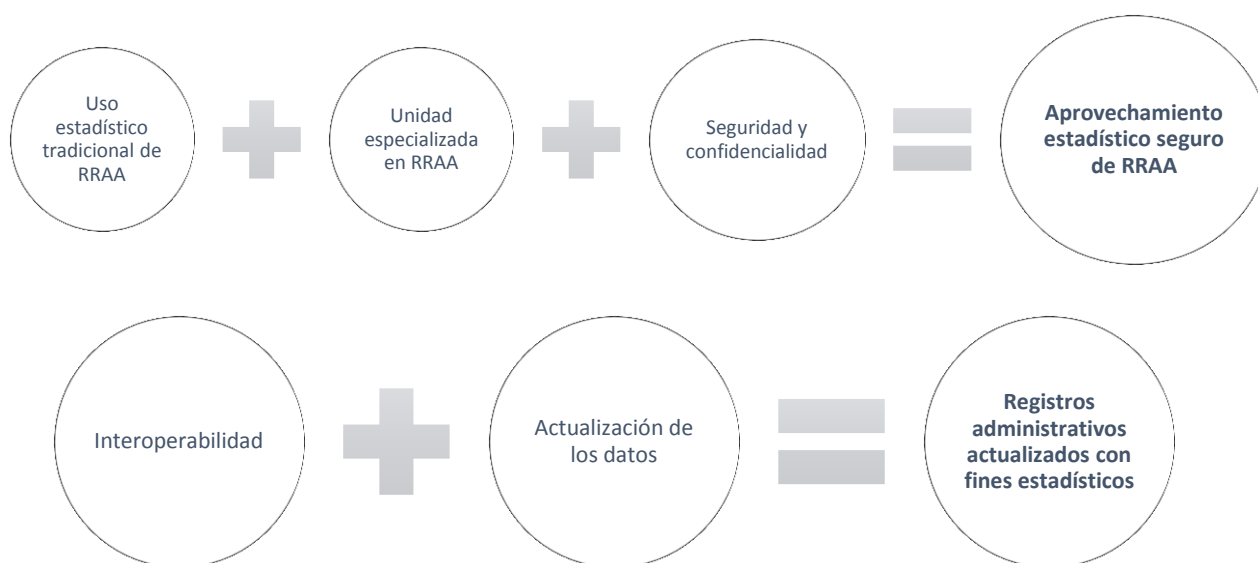 Uso
estadístico
tradicional de
RRAA
Unidad
especializada
en RRAA
Seguridad y
confidencialidad
Aprovechamiento
estadístico seguro
de RRAA
Interoperabilidad
Actualización de
los datos
Registros
administrativos
actualizados con
fines estadísticos